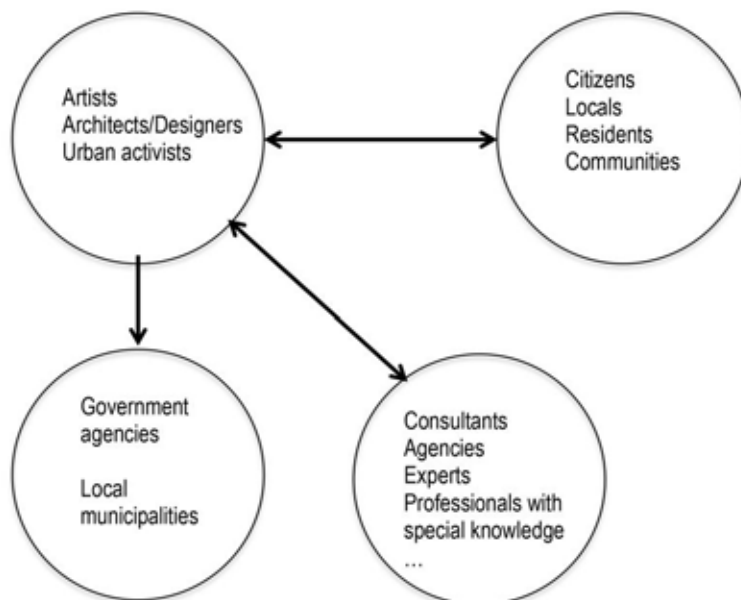 Artists
Architects/Designers
Urban activists
Citizens
Locals
Residents
Communities
Government
agencies
Local
municipalities
Consultants
Agencies
Experts
Professionals with
special knowledge
...